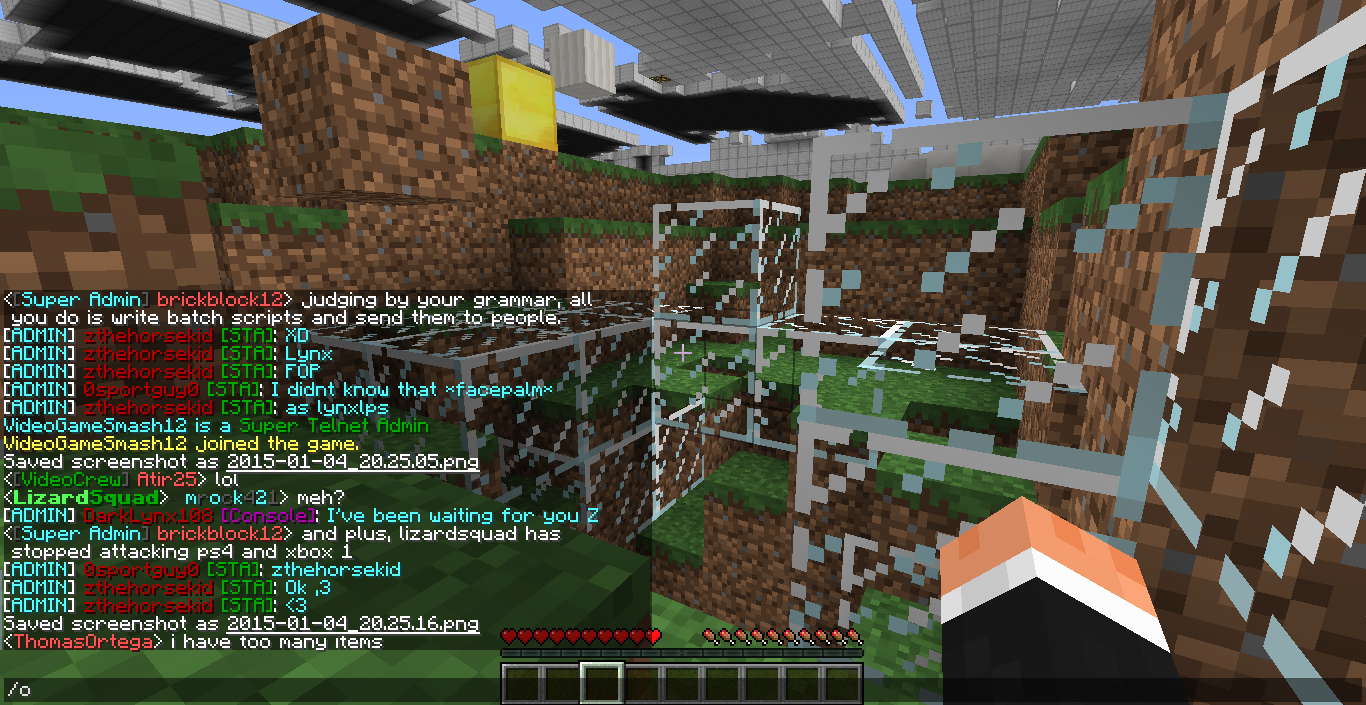 <[Super Admin] brickblock12> judging by your grammar, all
you do is write batch scripts and send them to people.
[ADMIN] zthehorsekid [STA]: XD
[ADMIN] zthehorsekid [STA]: Lynx
[ADMIN] zthehorsekid [STA]: FOP
[ADMIN] 0sportguy0 [STA]: I didnt know that *facepalm*
[ADMIN] zthehorsekid [STA]: as lynxlps
VideoGameSmash12 is a Super Telnet Admin
VideoGameSmash12 joined the game.
Saved screenshot as 2015-01-04_20.25.05.png
<[VideoCrew] Atir25> lol
<LizardSquad> mrock421> meh?
[ADMIN] DarkLynx108 [Console]: I've been waiting for you Z
<[Super Admin] brickblock12> and plus, lizardsquad has
stopped attacking ps4 and xbox 1
[ADMIN] 0sportguy0 [STA]: zthehorsekid
[ADMIN] zthehorsekid [STA]: Ok ,3
[ADMIN] zthehorsekid [STA]: <3
Saved screenshot as 2015-01-04_20.25.16.png
<ThomasOrtega> i have too many items
/o